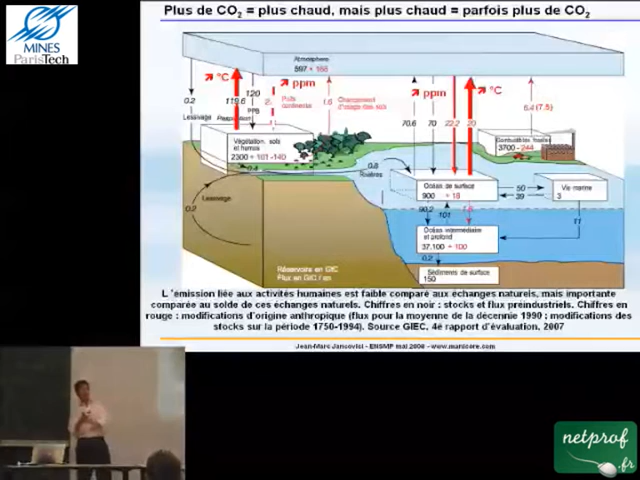 Plus de CO2 = plus chaud, mais plus chaud = parfois plus de CO2
MINES
ParisTech
Atmosphère
597 + 165
°C
ppm
ppm
°C
0.2
119.6
120
1.6
Changement
d'usage des sols
70.6
70
22.2
20
6.4 (7.5)
Lessivage
Respiration
Végétation, sols
et humus
2300 + 101 -140
Combustibles fossiles
3700 - 244
0.4
0.8
Rivières
Océan de surface
900 + 18
50
39
Vie marine
3
Lessivage
0.2
90.2
101
1.6
11
Océan intermédiaire
et profond
37.100 + 100
0.2
Sédiments de surface
150
Réservoirs en GtC
Flux en GtC / an
L'émission liée aux activités humaines est faible comparé aux échanges naturels, mais importante
comparée au solde de ces échanges naturels. Chiffres en noir : stocks et flux préindustriels. Chiffres en
rouge : modifications d'origine anthropique (flux pour la moyenne de la décennie 1990 ; modifications des
stocks sur la période 1750-1994). Source GIEC, 4è rapport d'évaluation, 2007
Jean-Marc Jancovici - ENSMP mai 2008 - www.manicore.com
netprof
.fr